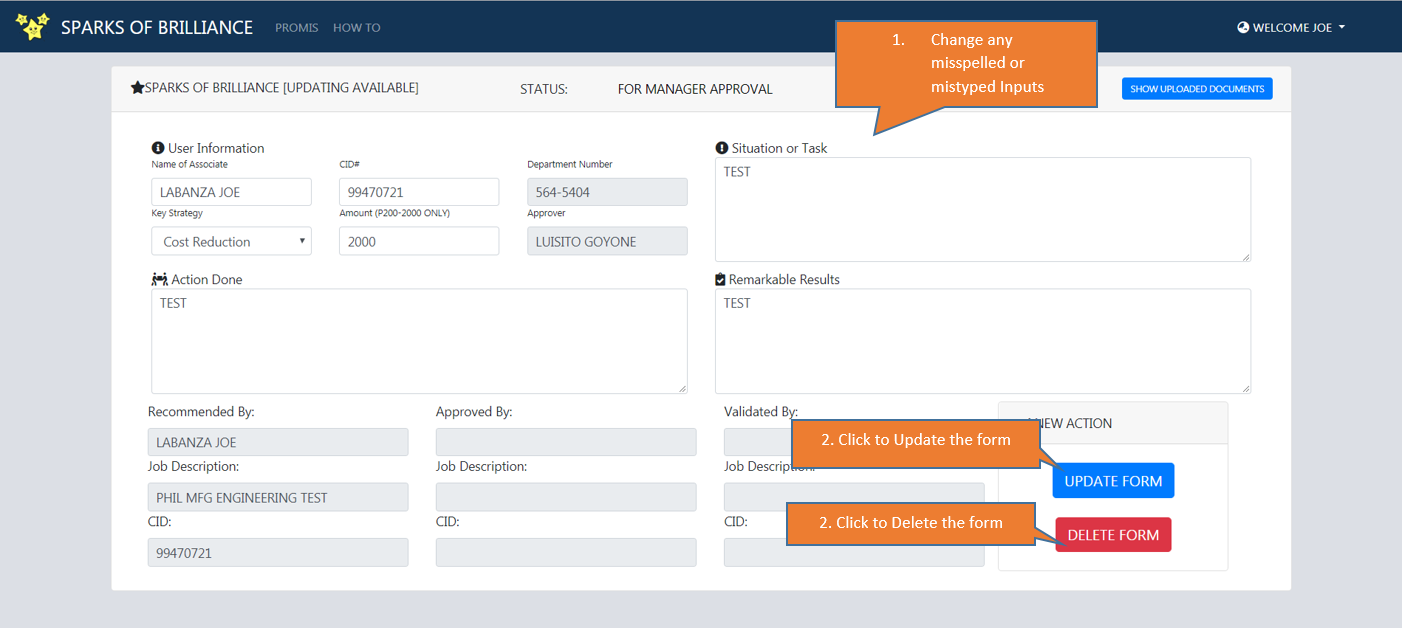 SPARKS OF BRILLIANCE PROMIS HOW TO WELCOME JOE
1. Change any
misspelled or
mistyped Inputs
SPARKS OF BRILLIANCE [UPDATING AVAILABLE] STATUS: FOR MANAGER APPROVAL SHOW UPLOADED DOCUMENTS
User Information
Name of Associate CID# Department Number
LABANZA JOE 99470721 564-5404
Key Strategy Amount (P200-2000 ONLY) Approver
Cost Reduction 2000 LUISITO GOYONE
Situation or Task
TEST
Action Done
TEST
Remarkable Results
TEST
Recommended By: Approved By: Validated By:
LABANZA JOE
Job Description: Job Description: Job Description:
PHIL MFG ENGINEERING TEST
CID: CID: CID:
99470721
NEW ACTION
2. Click to Update the form
UPDATE FORM
2. Click to Delete the form
DELETE FORM